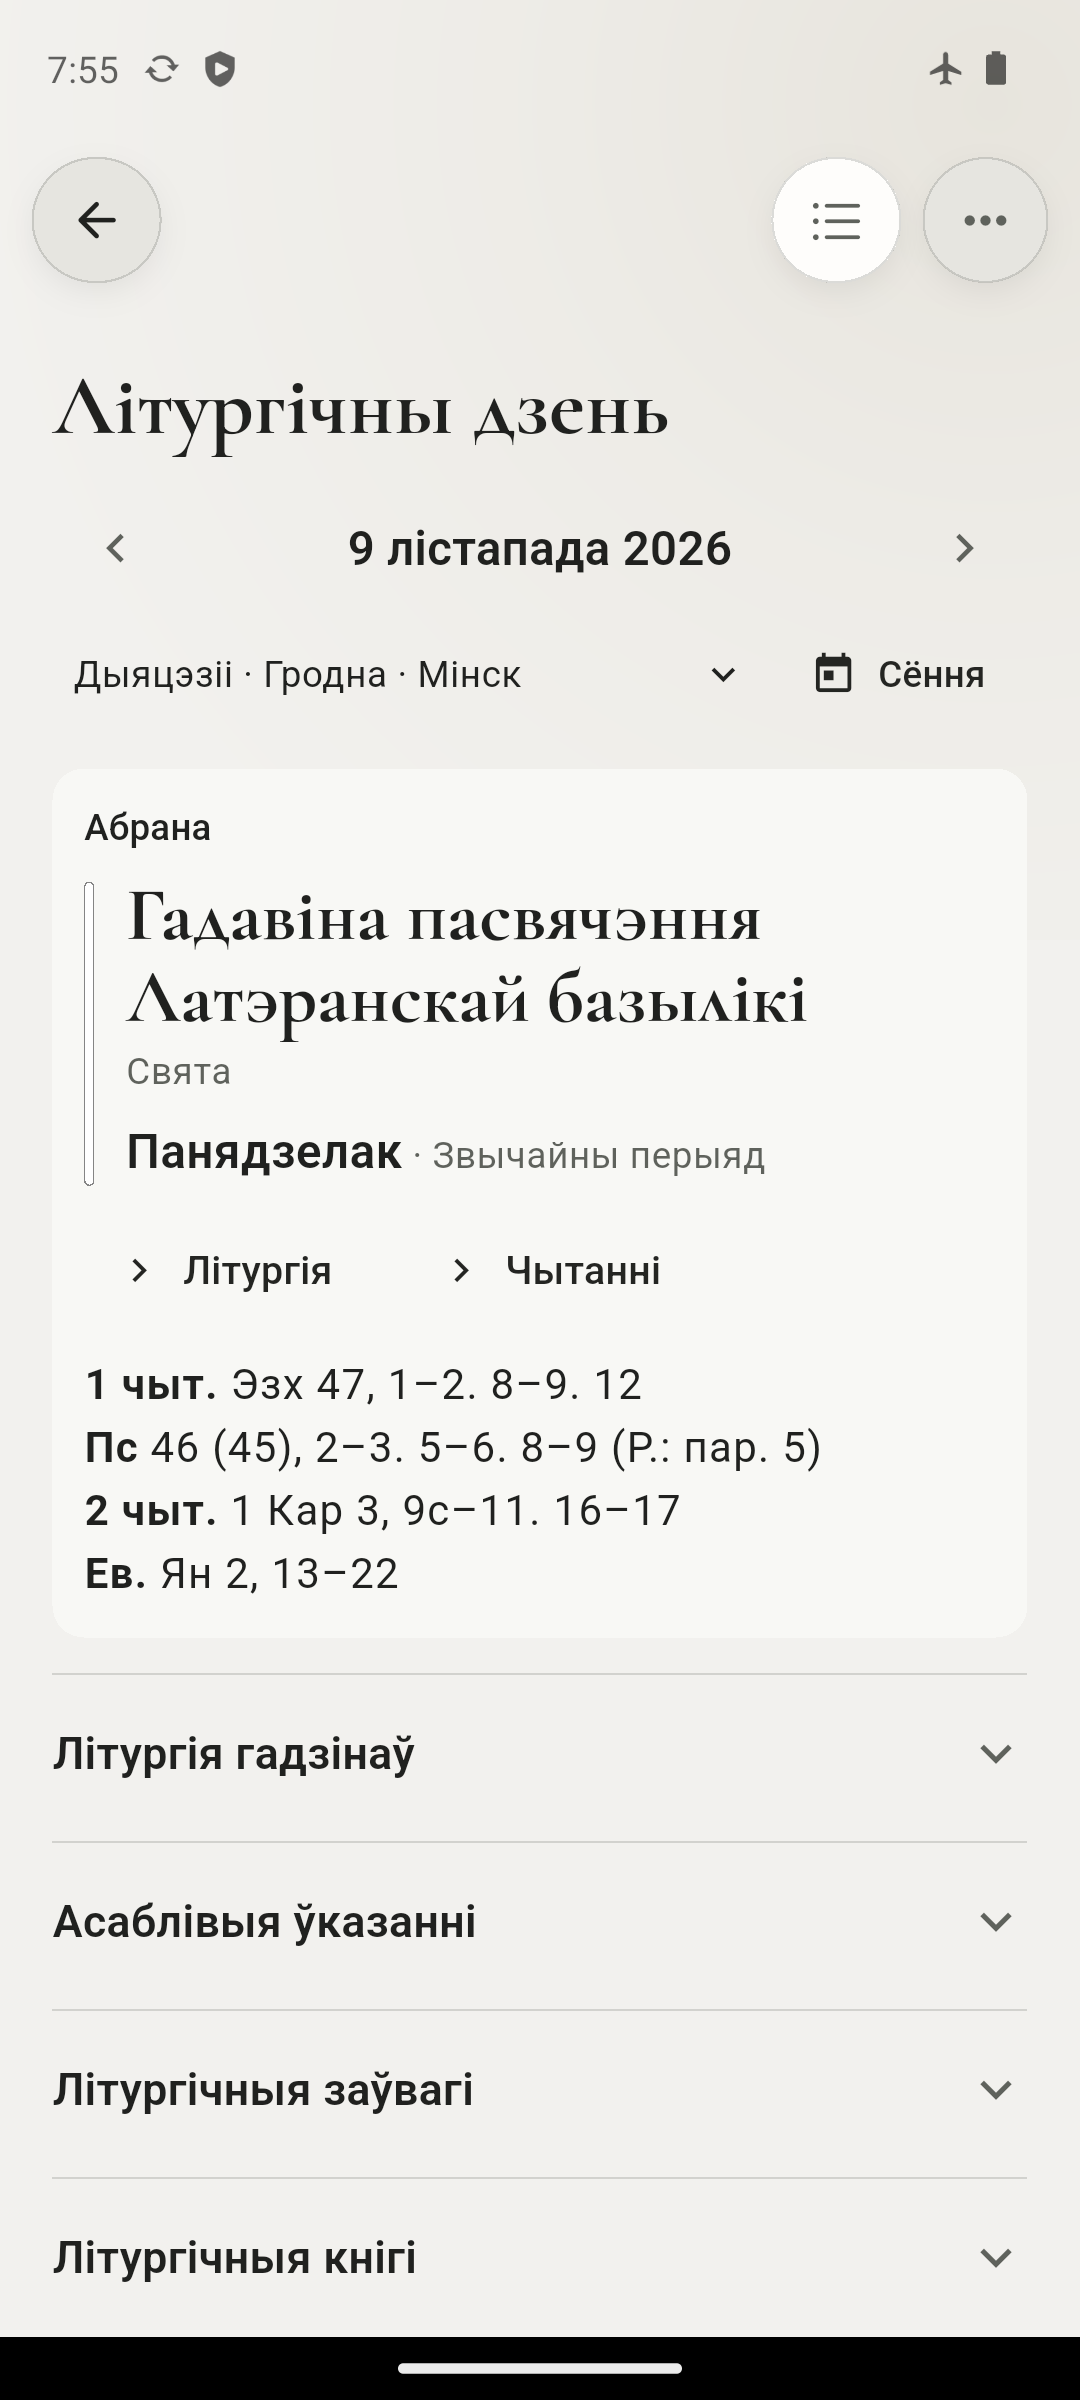 7:55
Літургічны дзень
9 лістапада 2026
Дыяцэзіі · Гродна · Мінск
Сёння
Абрана
Гадавіна пасвячэння
Латэранскай базылікі
Свята
Панядзелак · Звычайны перыяд
Літургія
Чытанні
1 чыт. Эзх 47, 1–2. 8–9. 12
Пс 46 (45), 2–3. 5–6. 8–9 (Р.: пар. 5)
2 чыт. 1 Кар 3, 9с–11. 16–17
Ев. Ян 2, 13–22
Літургія гадзінаў
Асаблівыя ўказанні
Літургічныя заўвагі
Літургічныя кнігі